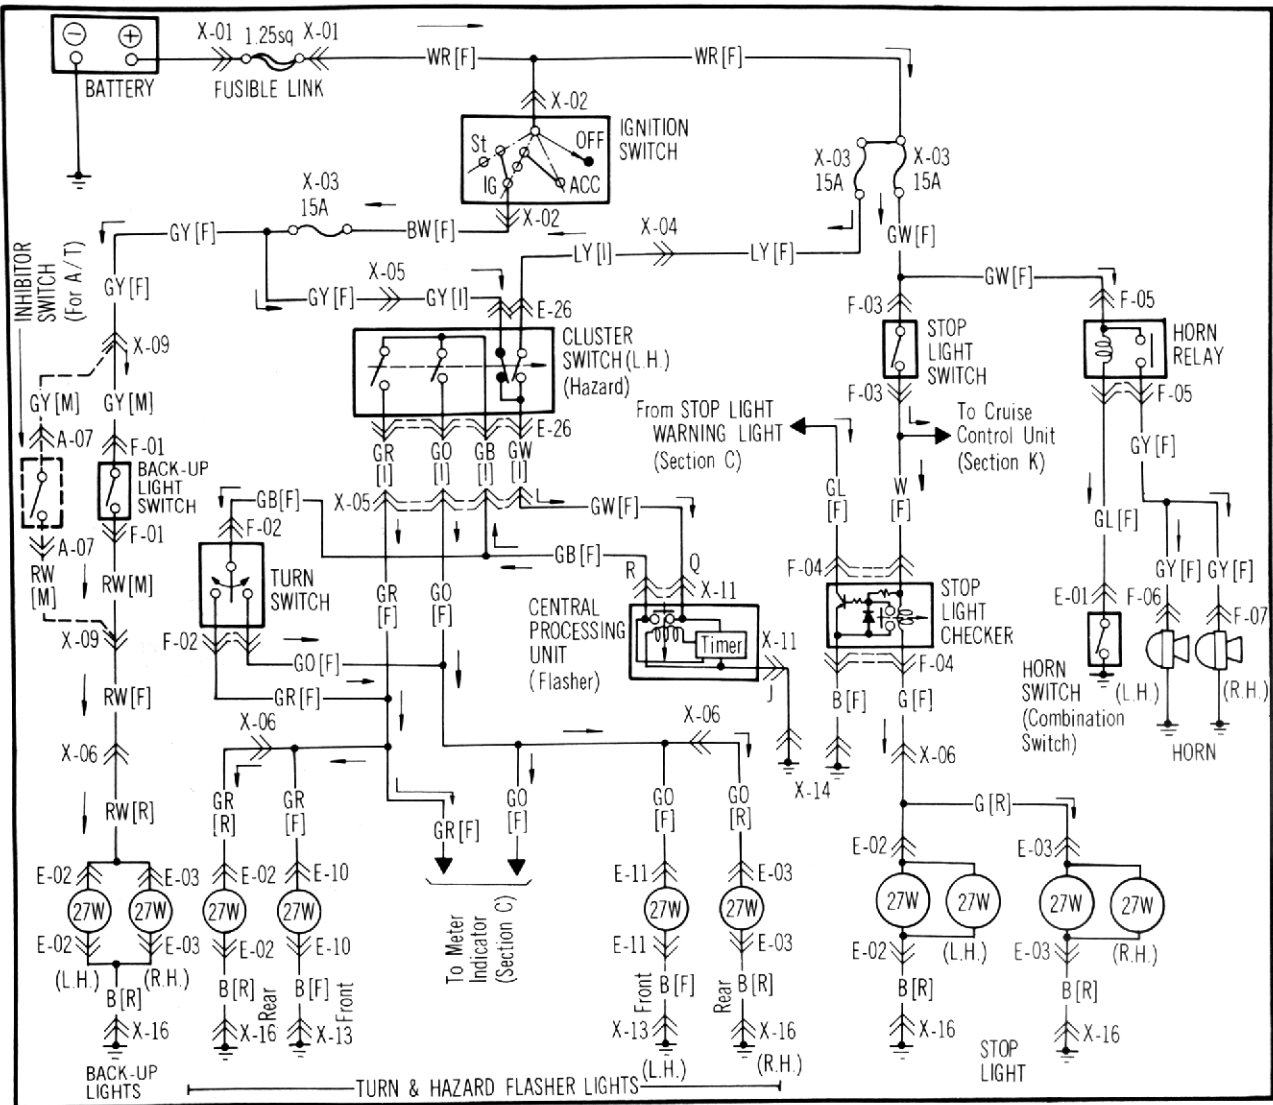 X-01 1.25sq X-01
BATTERY
FUSIBLE LINK
WR[F]
WR[F]
X-02
IGNITION
SWITCH
St
OFF
IG
ACC
X-02
X-03
15A
X-03
15A
X-03
15A
GY[F]
BW[F]
LY[I]
X-04
LY[F]
GW[F]
INHIBITOR
SWITCH
(For A/T)
GY[F]
X-05
GY[F]
GY[I]
E-26
GW[F]
F-03
F-05
X-09
CLUSTER
SWITCH(L.H.)
(Hazard)
STOP
LIGHT
SWITCH
HORN
RELAY
F-03
F-05
GY[M]
GY[M]
A-07
F-01
BACK-UP
LIGHT
SWITCH
A-07
F-01
RW
[M]
RW[M]
X-09
E-26
GR
[I]
GO
[I]
GB
[I]
GW
[I]
From STOP LIGHT
WARNING LIGHT
(Section C)
To Cruise
Control Unit
(Section K)
GY[F]
X-05
GB[F]
F-02
GW[F]
GL
[F]
W
[F]
GL[F]
GB[F]
R
Q
X-11
F-04
GY[F]
GY[F]
TURN
SWITCH
GR
[F]
GO
[F]
CENTRAL
PROCESSING
UNIT
(Flasher)
Timer
X-11
J
STOP
LIGHT
CHECKER
E-01
F-06
F-07
F-02
GO[F]
GR[F]
F-04
B[F]
G[F]
HORN
SWITCH
(Combination
Switch)
(L.H.)
(R.H.)
HORN
RW[F]
X-06
X-06
X-06
X-14
X-06
RW[R]
GR
[R]
GR
[F]
GR[F]
GO
[F]
GO
[F]
GO
[R]
G[R]
E-02
E-03
E-02
E-10
E-11
E-03
E-02
E-03
27W
27W
27W
27W
27W
27W
27W
27W
27W
27W
E-02
E-03
E-02
E-10
E-11
E-03
E-02
E-03
(L.H.)
(R.H.)
(L.H.)
(R.H.)
To Meter
Indicator
(Section C)
B[R]
B[R]
Rear
B[F]
Front
Front
B[F]
Rear
B[R]
B[R]
B[R]
X-16
X-16
X-13
X-13
X-16
X-16
X-16
BACK-UP
LIGHTS
TURN & HAZARD FLASHER LIGHTS
(L.H.)
(R.H.)
STOP
LIGHT